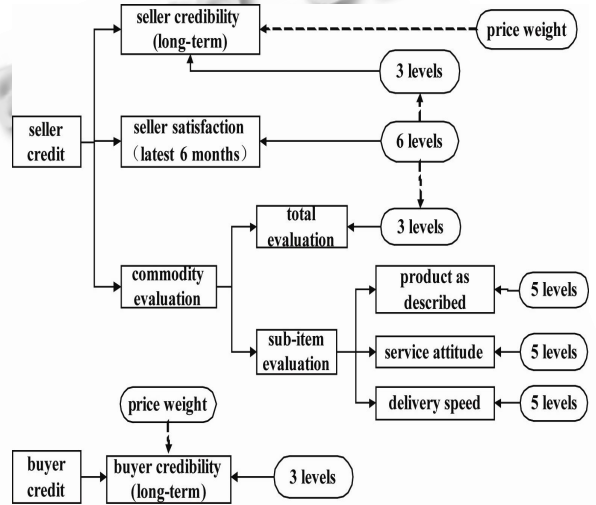 seller credibility
(long-term)
price weight
3 levels
seller
credit
seller satisfaction
（latest 6 months）
6 levels
total
evaluation
3 levels
commodity
evaluation
product as
described
5 levels
sub-item
evaluation
service attitude
5 levels
delivery speed
5 levels
price weight
buyer
credit
buyer credibility
(long-term)
3 levels